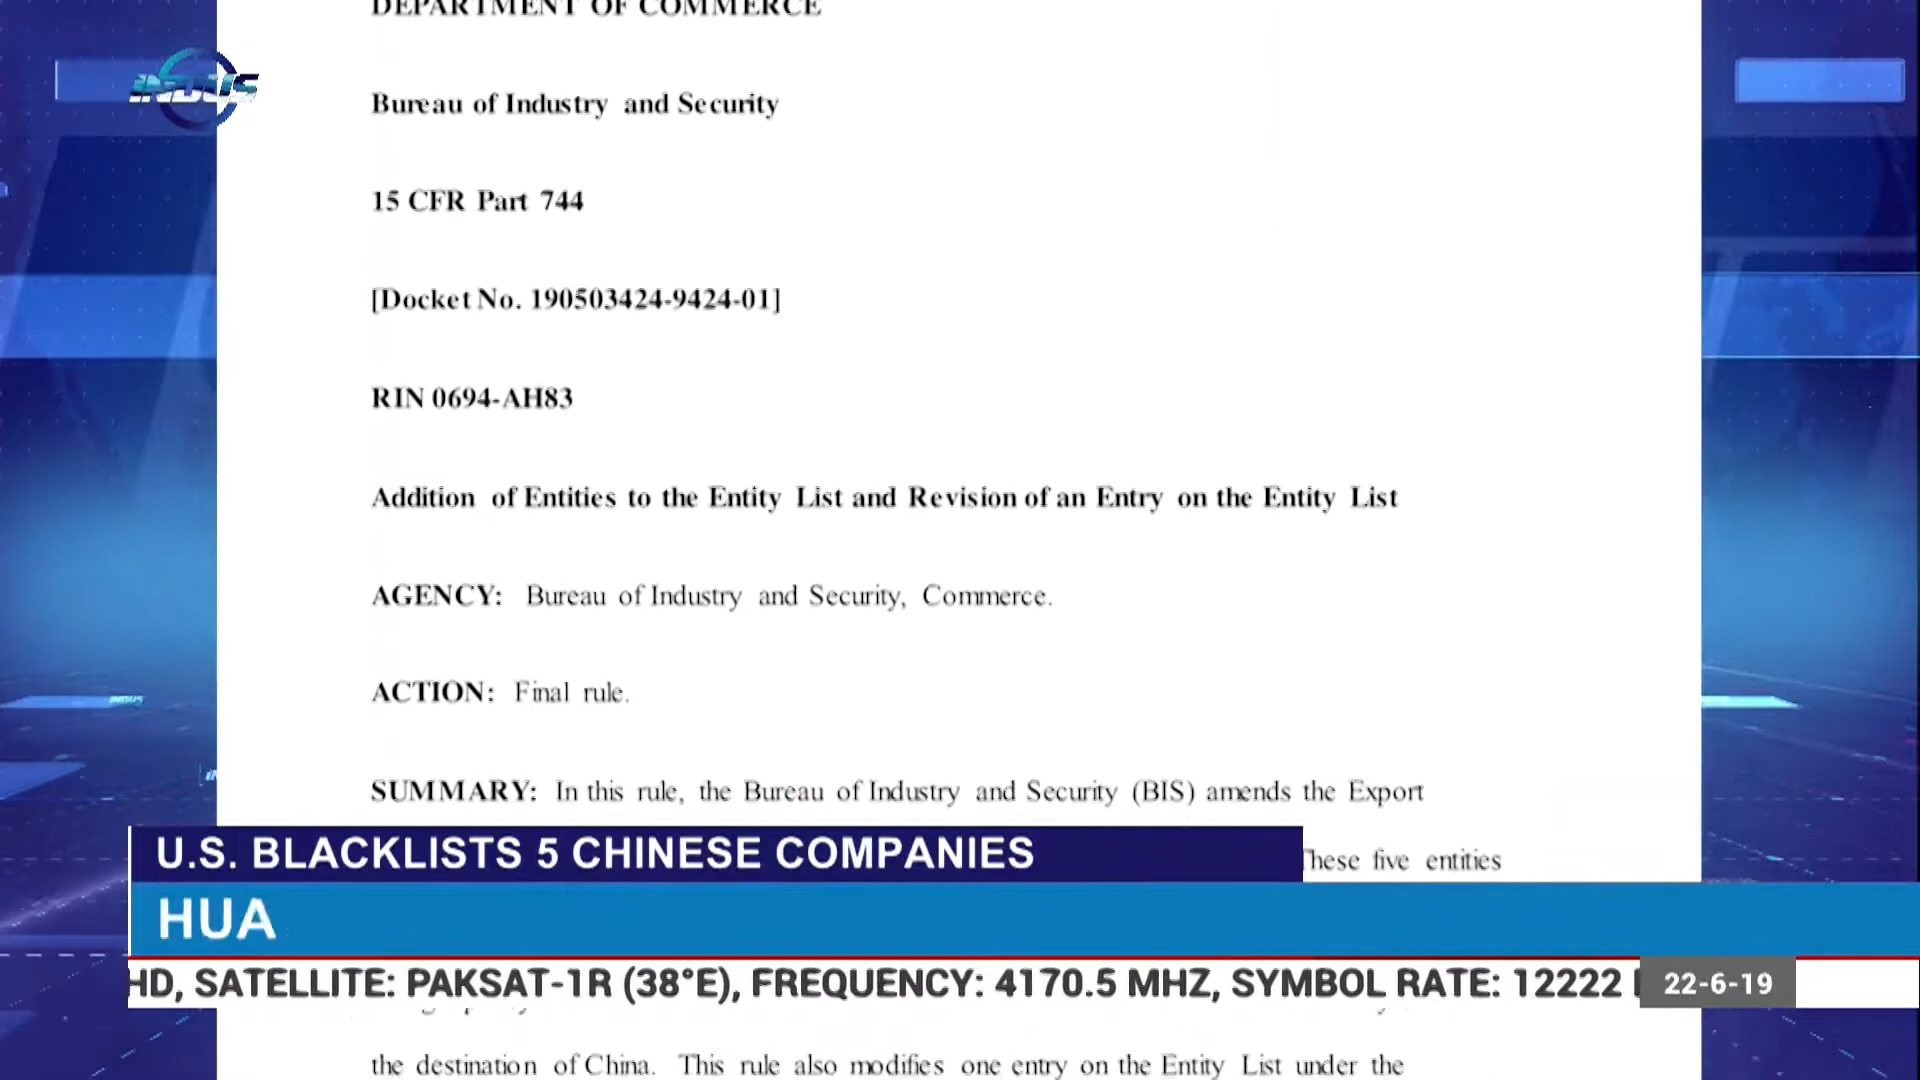 DEPARTMENT OF COMMERCE
INDUS
Bureau of Industry and Security
15 CFR Part 744
[Docket No. 190503424-9424-01]
RIN 0694-AH83
Addition of Entities to the Entity List and Revision of an Entry on the Entity List
AGENCY: Bureau of Industry and Security, Commerce.
ACTION: Final rule.
SUMMARY: In this rule, the Bureau of Industry and Security (BIS) amends the Export
U.S. BLACKLISTS 5 CHINESE COMPANIES
These five entities
HUA
HD, SATELLITE: PAKSAT-1R (38°E), FREQUENCY: 4170.5 MHZ, SYMBOL RATE: 12222
22-6-19
the destination of China. This rule also modifies one entry on the Entity List under the